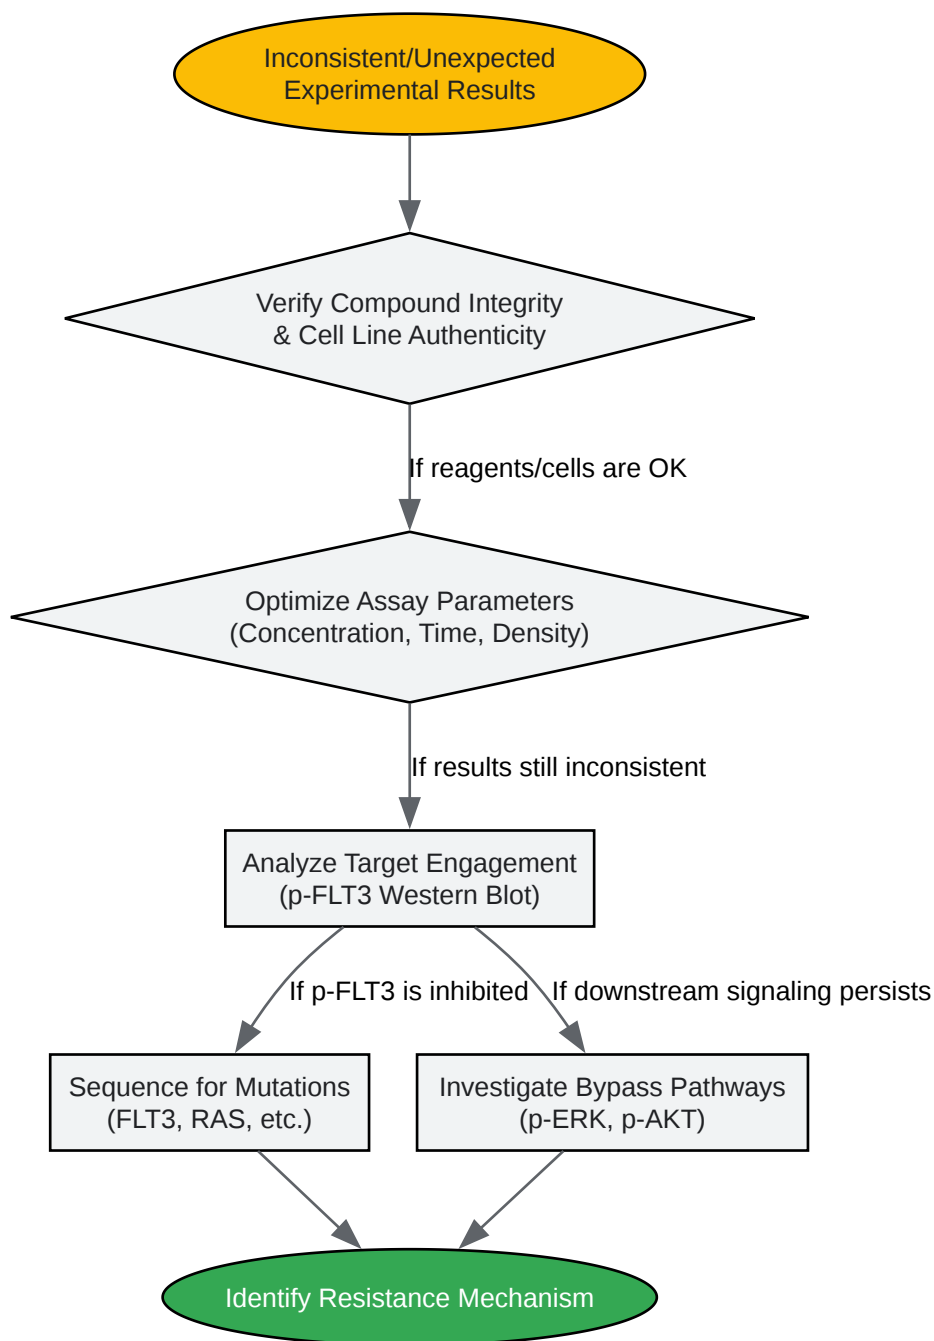 Inconsistent/Unexpected
Experimental Results
Verify Compound Integrity
& Cell Line Authenticity
If reagents/cells are OK
Optimize Assay Parameters
(Concentration, Time, Density)
If results still inconsistent
Analyze Target Engagement
(p-FLT3 Western Blot)
If p-FLT3 is inhibited
If downstream signaling persists
Sequence for Mutations
(FLT3, RAS, etc.)
Investigate Bypass Pathways
(p-ERK, p-AKT)
Identify Resistance Mechanism